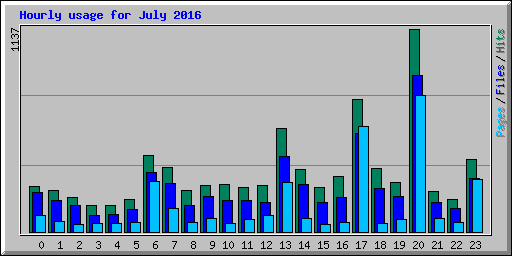 Hourly usage for July 2016
1137
Pages / Files / Hits
0 1 2 3 4 5 6 7 8 9 10 11 12 13 14 15 16 17 18 19 20 21 22 23